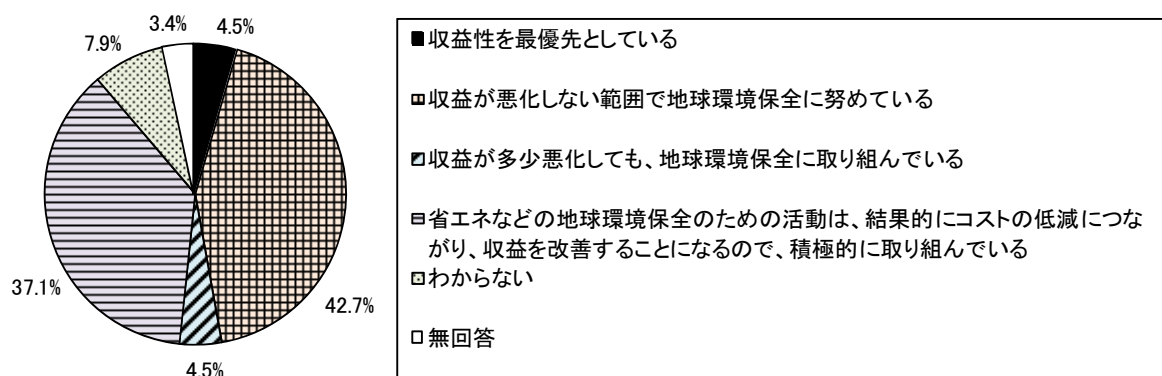 3.4%
4.5%
7.9%
37.1%
42.7%
4.5%
収益性を最優先としている
収益が悪化しない範囲で地球環境保全に努めている
収益が多少悪化しても、地球環境保全に取り組んでいる
省エネなどの地球環境保全のための活動は、結果的にコストの低減につな
がり、収益を改善することになるので、積極的に取り組んでいる
わからない
無回答